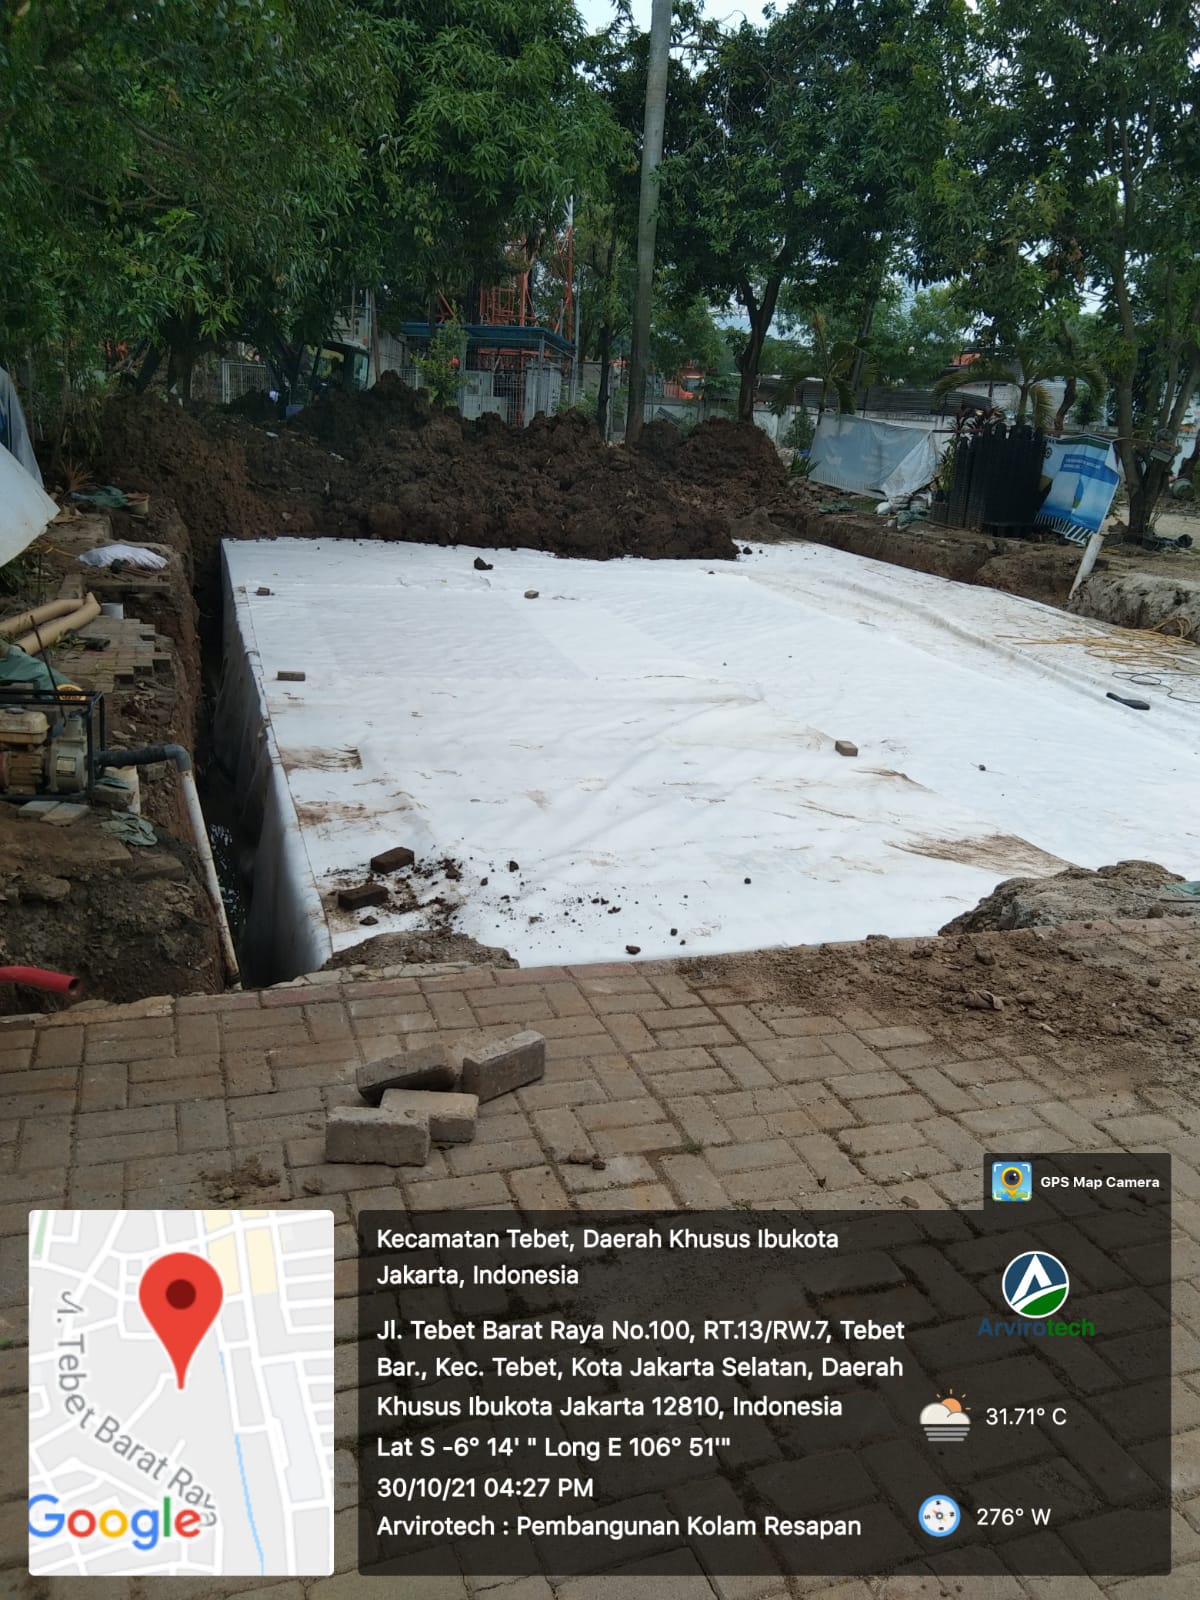 GPS Map Camera
Kecamatan Tebet, Daerah Khusus Ibukota
Jakarta, Indonesia
Arvirotech
Jl. Tebet Barat Raya No.100, RT.13/RW.7, Tebet
Bar., Kec. Tebet, Kota Jakarta Selatan, Daerah
Khusus Ibukota Jakarta 12810, Indonesia
31.71° C
Lat S -6° 14' " Long E 106° 51'"
30/10/21 04:27 PM
Arvirotech : Pembangunan Kolam Resapan
276° W
Jl. Tebet Barat Raya
Google